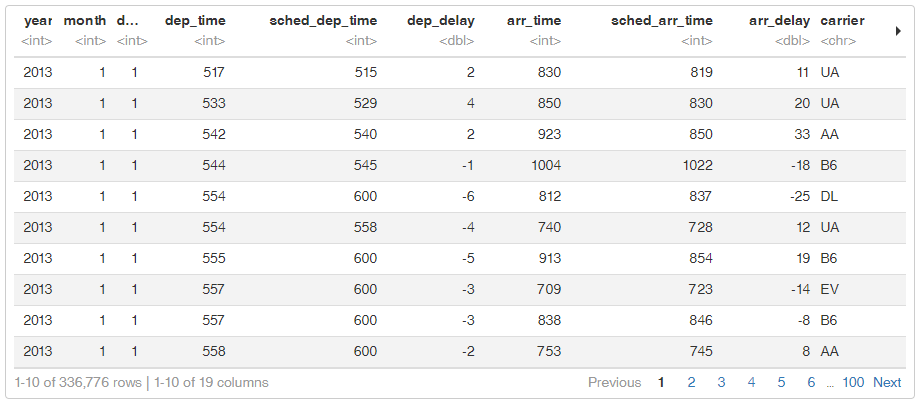 year month d... dep_time sched_dep_time dep_delay arr_time sched_arr_time arr_delay carrier
<int> <int> <int> <int> <int> <dbl> <int> <int> <dbl> <chr>
2013 1 1 517 515 2 830 819 11 UA
2013 1 1 533 529 4 850 830 20 UA
2013 1 1 542 540 2 923 850 33 AA
2013 1 1 544 545 -1 1004 1022 -18 B6
2013 1 1 554 600 -6 812 837 -25 DL
2013 1 1 554 558 -4 740 728 12 UA
2013 1 1 555 600 -5 913 854 19 B6
2013 1 1 557 600 -3 709 723 -14 EV
2013 1 1 557 600 -3 838 846 -8 B6
2013 1 1 558 600 -2 753 745 8 AA
1-10 of 336,776 rows | 1-10 of 19 columns Previous 1 2 3 4 5 6 ... 100 Next